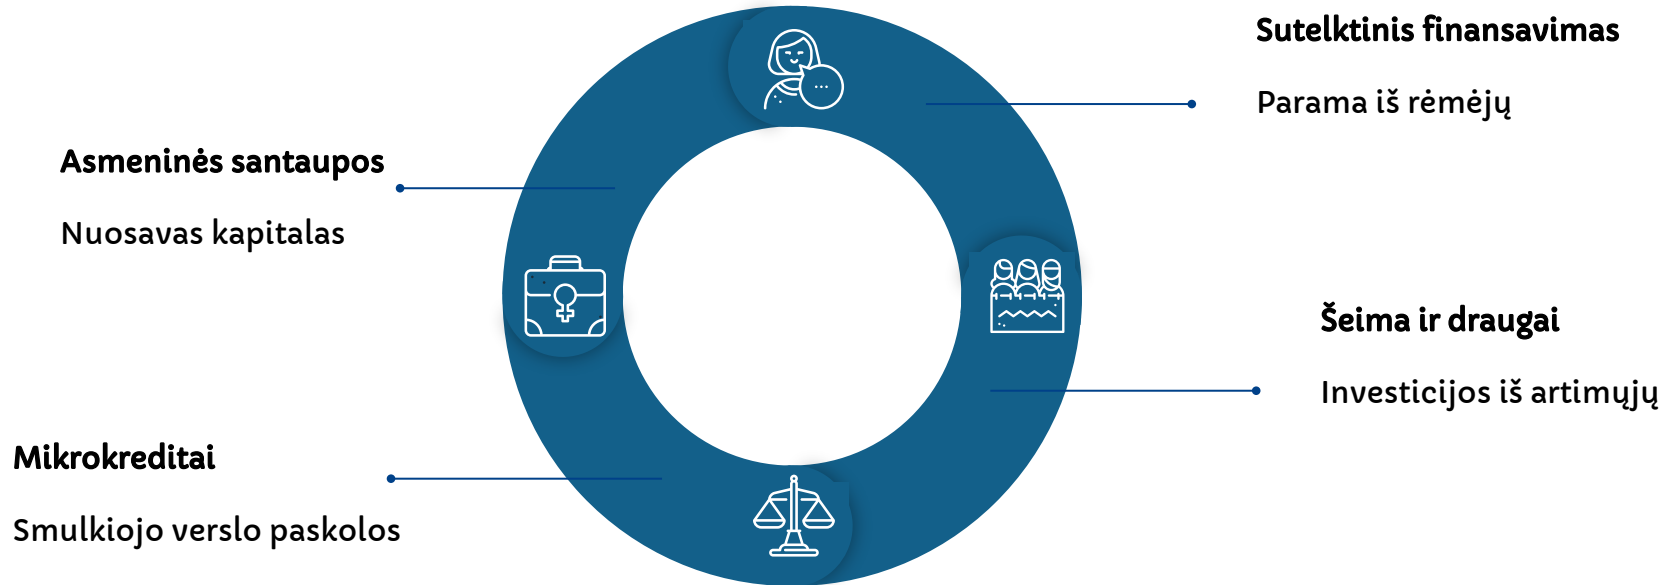 Sutelktinis finansavimas
Parama iš rėmėjų
Asmeninės santaupos
Nuosavas kapitalas
Šeima ir draugai
Investicijos iš artimųjų
Mikrokreditai
Smulkiojo verslo paskolos